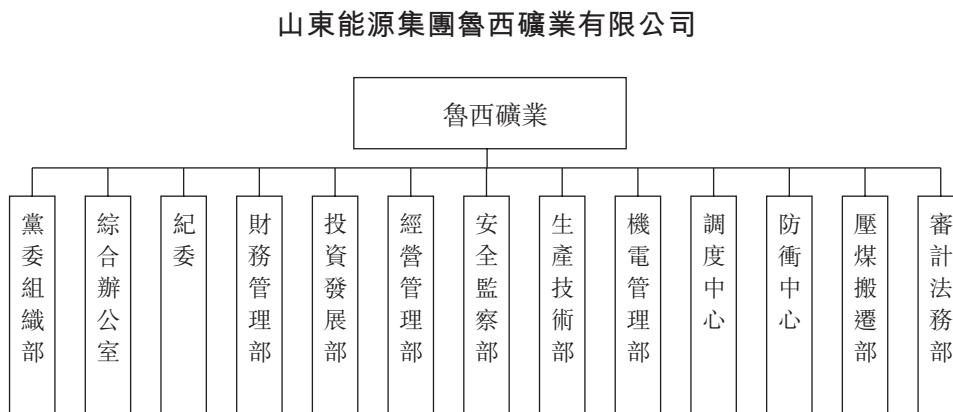 山東能源集團魯西礦業有限公司
魯西礦業
黨委組織部
綜合辦公室
紀委
財務管理部
投資發展部
經營管理部
安全監察部
生產技術部
機電管理部
調度中心
防衝中心
壓煤搬遷部
審計法務部